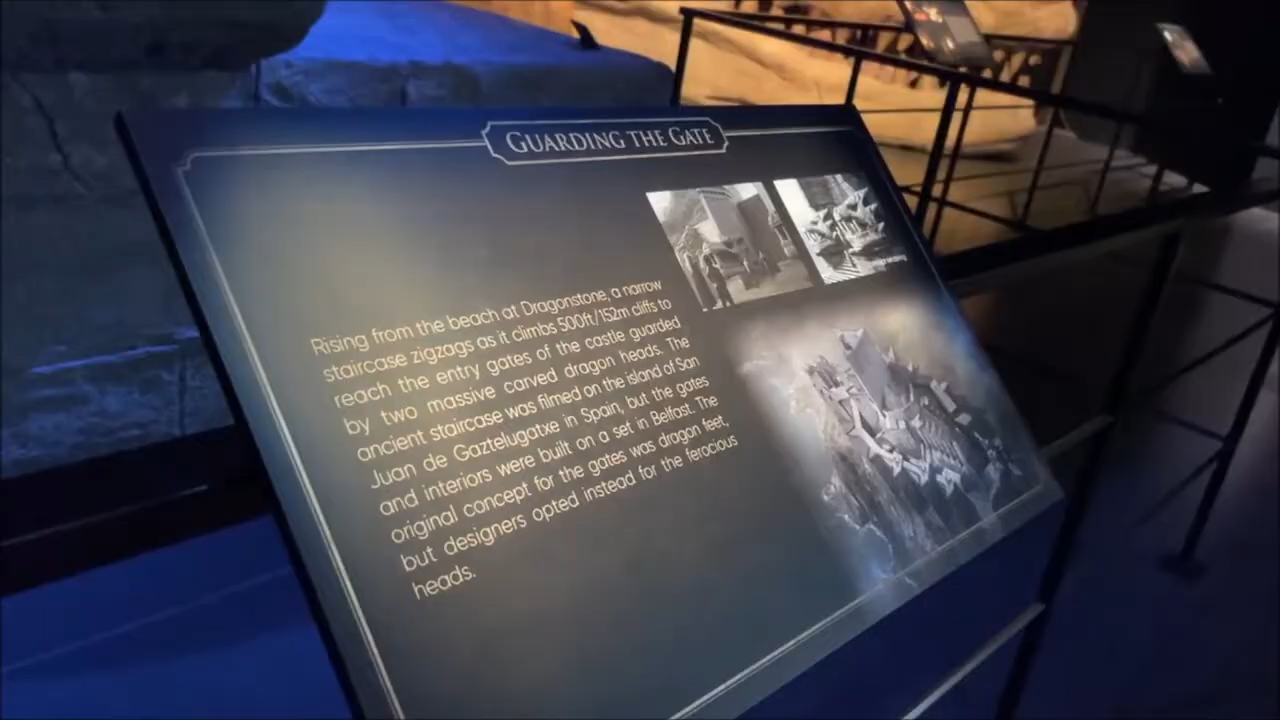 GUARDING THE GATE
Rising from the beach at Dragonstone, a narrow
staircase zigzags as it climbs 500ft/152m cliffs to
reach the entry gates of the castle guarded
by two massive carved dragon heads. The
ancient staircase was filmed on the island of San
Juan de Gaztelugatxe in Spain, but the gates
and interiors were built on a set in Belfast. The
original concept for the gates was dragon feet,
but designers opted instead for the ferocious
heads.